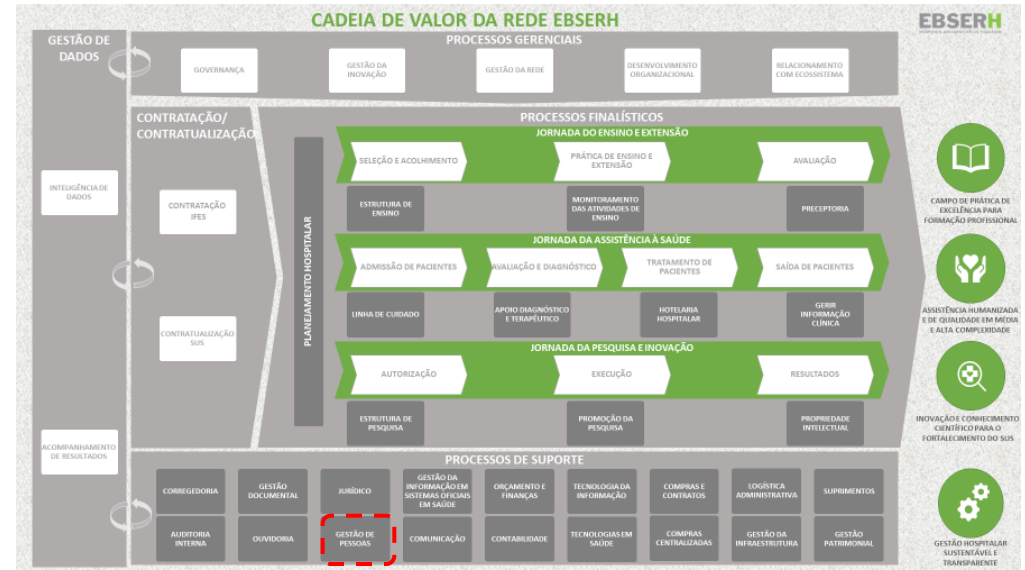 CADEIA DE VALOR DA REDE EBSERH
EBSERH
GESTÃO DE
DADOS
PROCESSOS GERENCIAIS
GOVERNANÇA
GESTÃO DA
INOVAÇÃO
GESTÃO DA REDE
DESENVOLVIMENTO
ORGANIZACIONAL
RELACIONAMENTO
COM ECOSSISTEMA
INTELIGÊNCIA DE
DADOS
ACOMPANHAMENTO
DE RESULTADOS
CONTRATAÇÃO/
CONTRATUALIZAÇÃO
CONTRATAÇÃO
IFES
CONTRATUALIZAÇÃO
SUS
PROCESSOS FINALÍSTICOS
PLANEJAMENTO HOSPITALAR
JORNADA DO ENSINO E EXTENSÃO
SELEÇÃO E ACOLHIMENTO
PRÁTICA DE ENSINO E
EXTENSÃO
AVALIAÇÃO
ESTRUTURA DE
ENSINO
MONITORAMENTO
DAS ATIVIDADES DE
ENSINO
PRECEPTORIA
JORNADA DA ASSISTÊNCIA À SAÚDE
ADMISSÃO DE PACIENTES
AVALIAÇÃO E DIAGNÓSTICO
TRATAMENTO DE
PACIENTES
SAÍDA DE PACIENTES
LINHA DE CUIDADO
APOIO DIAGNÓSTICO
E TERAPÊUTICO
HOTELARIA
HOSPITALAR
GERIR
INFORMAÇÃO
CLÍNICA
JORNADA DA PESQUISA E INOVAÇÃO
AUTORIZAÇÃO
EXECUÇÃO
RESULTADOS
ESTRUTURA DE
PESQUISA
PROMOÇÃO DA
PESQUISA
PROPRIEDADE
INTELECTUAL
CAMPO DE PRÁTICA DE
EXCELÊNCIA PARA
FORMAÇÃO PROFISSIONAL
ASSISTÊNCIA HUMANIZADA
E DE QUALIDADE EM MÉDIA
E ALTA COMPLEXIDADE
INOVAÇÃO E CONHECIMENTO
CIENTÍFICO PARA O
FORTALECIMENTO DO SUS
GESTÃO HOSPITALAR
SUSTENTÁVEL E
TRANSPARENTE
PROCESSOS DE SUPORTE
CORREGEDORIA
GESTÃO
DOCUMENTAL
JURÍDICO
GESTÃO DA
INFORMAÇÃO EM
SISTEMAS OFICIAIS
EM SAÚDE
ORÇAMENTO E
FINANÇAS
TECNOLOGIA DA
INFORMAÇÃO
COMPRAS E
CONTRATOS
LOGÍSTICA
ADMINISTRATIVA
SUPRIMENTOS
AUDITORIA
INTERNA
OUVIDORIA
GESTÃO DE
PESSOAS
COMUNICAÇÃO
CONTABILIDADE
TECNOLOGIAS EM
SAÚDE
COMPRAS
CENTRALIZADAS
GESTÃO DA
INFRAESTRUTURA
GESTÃO
PATRIMONIAL